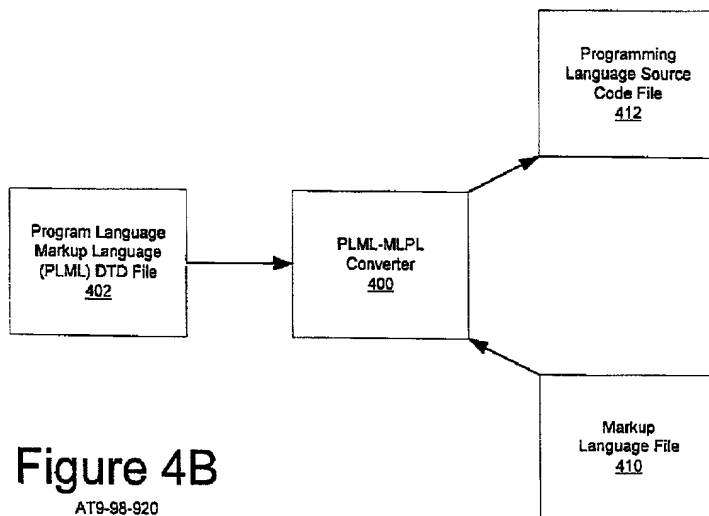 Programming
Language Source
Code File
412
Program Language
Markup Language
(PLML) DTD File
402
PLML-MLPL
Converter
400
Markup
Language File
410
Figure 4B
AT9-98-920